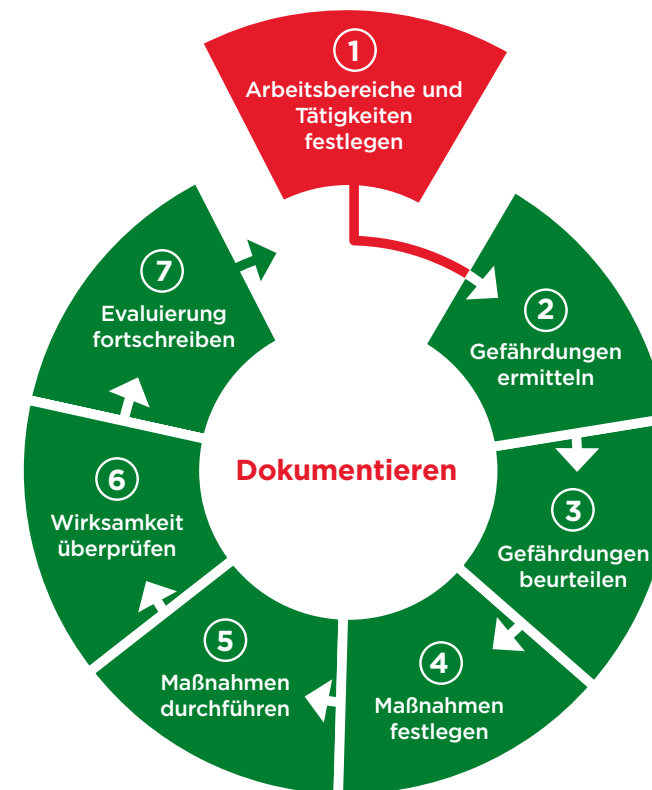 1
Arbeitsbereiche und
Tätigkeiten
festlegen
2
Gefährdungen
ermitteln
3
Gefährdungen
beurteilen
4
Maßnahmen
festlegen
5
Maßnahmen
durchführen
6
Wirksamkeit
überprüfen
7
Evaluierung
fortschreiben
Dokumentieren